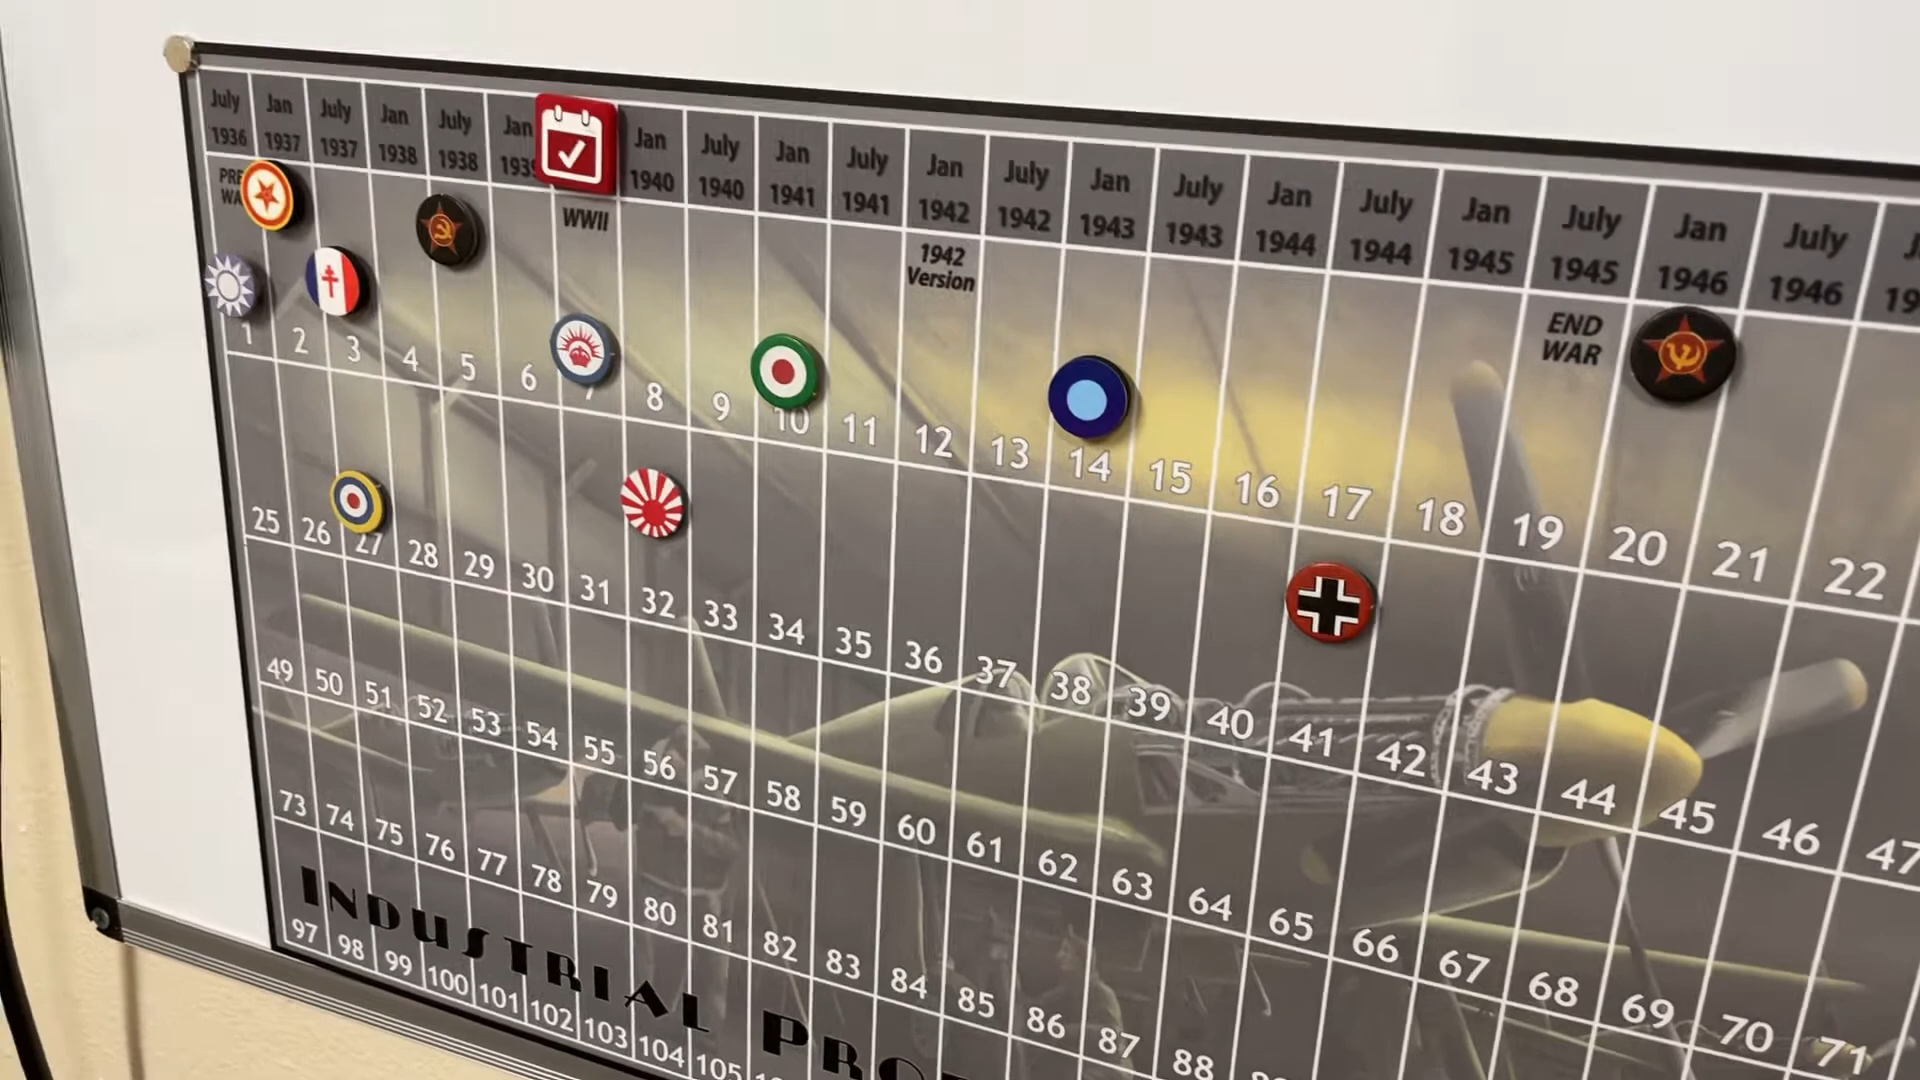 July Jan July Jan July Jan Jan July Jan July Jan July Jan July Jan July Jan July Jan July
1936 1937 1937 1938 1938 1940 1940 1941 1941 1942 1942 1943 1943 1944 1944 1945 1945 1946 1946
WWII
1942
Version
END
WAR
1 2 3 4 5 6 7 8 9 10 11 12 13 14 15 16 17 18 19 20 21 22
25 26 27 28 29 30 31 32 33 34 35 36 37 38 39 40 41 42 43 44 45 46 47
49 50 51 52 53 54 55 56 57 58 59 60 61 62 63 64 65 66 67 68 69 70 71
73 74 75 76 77 78 79 80 81 82 83 84 85 86 87 88
INDUSTRIAL
97 98 99 100 101 102 103 104 105